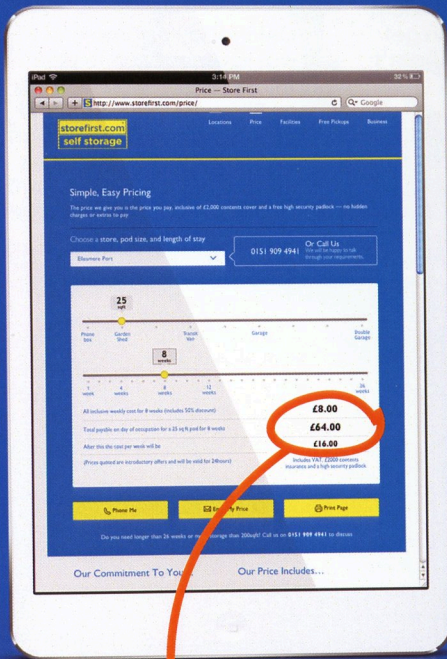 iPad 3:14 PM 32%
Price — Store First
http://www.storefirst.com/price/ Google
Locations Price Facilities Free Pickups Business
storefirst.com
self storage
Simple, Easy Pricing
The price we give you is the price you pay, inclusive of £2,000 contents cover and a free high security padlock — no hidden
charges or extras to pay
Choose a store, pod size, and length of stay
Ellesmere Port
0151 909 4941
Or Call Us
We will be happy to talk
through your requirements.
25
sqft
Phone
box
Garden
Shed
Transit
Van
Garage
Double
Garage
8
weeks
1
week
4
weeks
8
weeks
12
weeks
26
weeks
All inclusive weekly cost for 8 weeks (includes 50% discount) £8.00
Total payable on day of occupation for a 25 sq ft pod for 8 weeks £64.00
After this the cost per week will be £16.00
(Prices quoted are introductory offers and will be valid for 24hours)
Includes VAT, £2000 contents
insurance and a high security padlock
Phone Me
My Price
Print Page
Do you need longer than 26 weeks or storage than 200sqft? Call us on 0151 909 4941 to discuss
Our Commitment To You...
Our Price Includes...